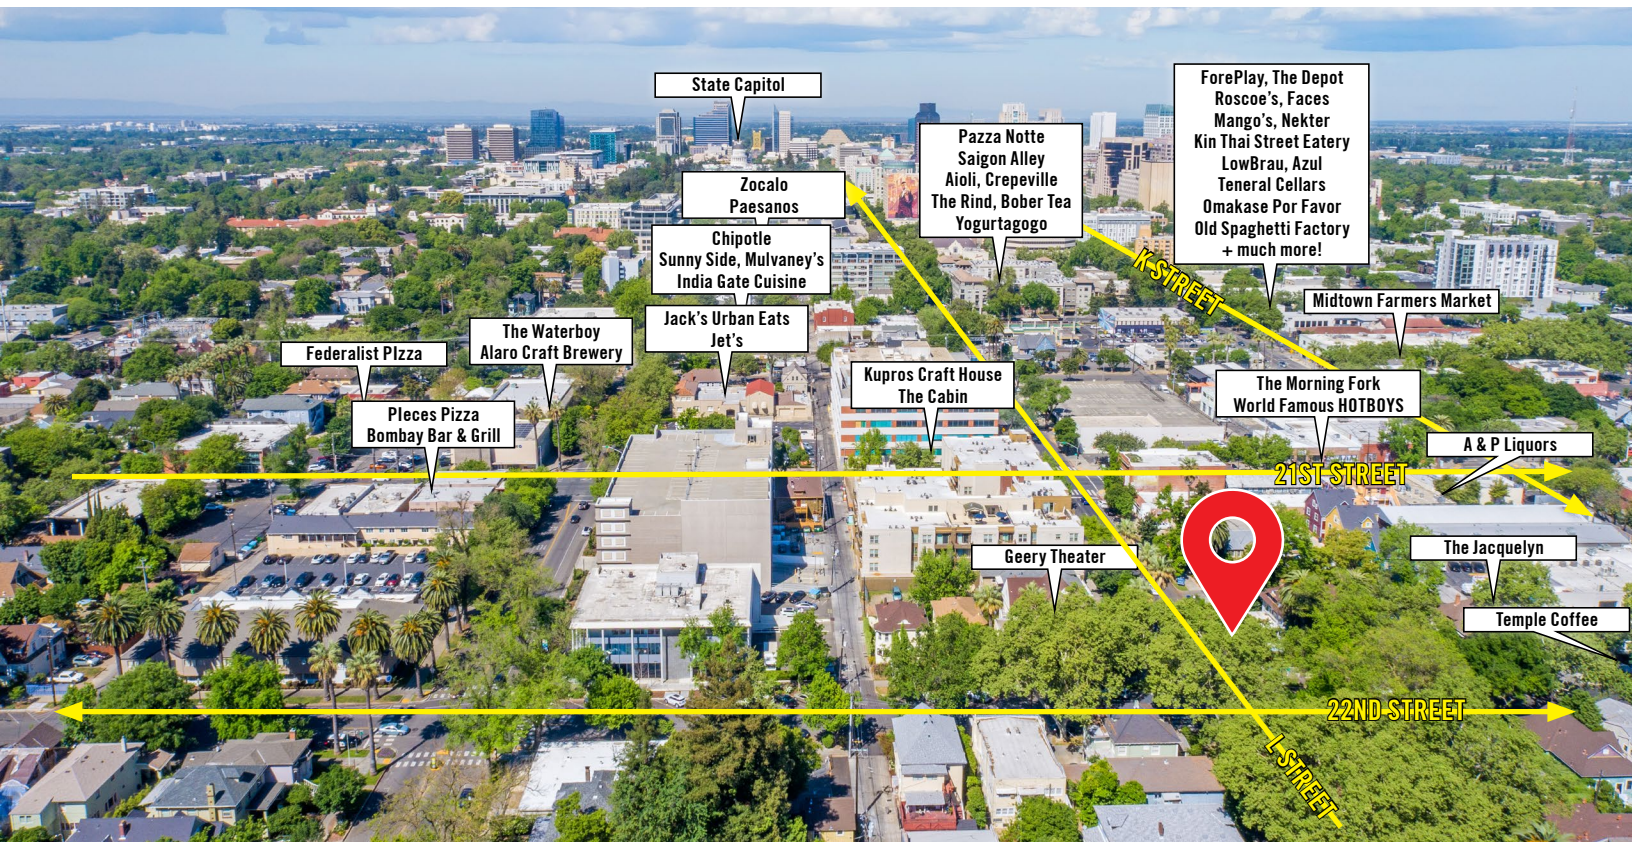 State Capitol
ForePlay, The Depot
Roscoe's, Faces
Mango's, Nekter
Kin Thai Street Eatery
LowBrau, Azul
Teneral Cellars
Omakase Por Favor
Old Spaghetti Factory
+ much more!
Pazza Notte
Saigon Alley
Aioli, Crepeville
The Rind, Bober Tea
Yogurtagogo
Zocalo
Paesanos
Chipotle
Sunny Side, Mulvaney's
India Gate Cuisine
K STREET
Midtown Farmers Market
Jack's Urban Eats
Jet's
The Waterboy
Alaro Craft Brewery
Federalist PIzza
Kupros Craft House
The Cabin
The Morning Fork
World Famous HOTBOYS
PIeces Pizza
Bombay Bar & Grill
A & P Liquors
21ST STREET
Geery Theater
The Jacquelyn
Temple Coffee
22ND STREET
L STREET